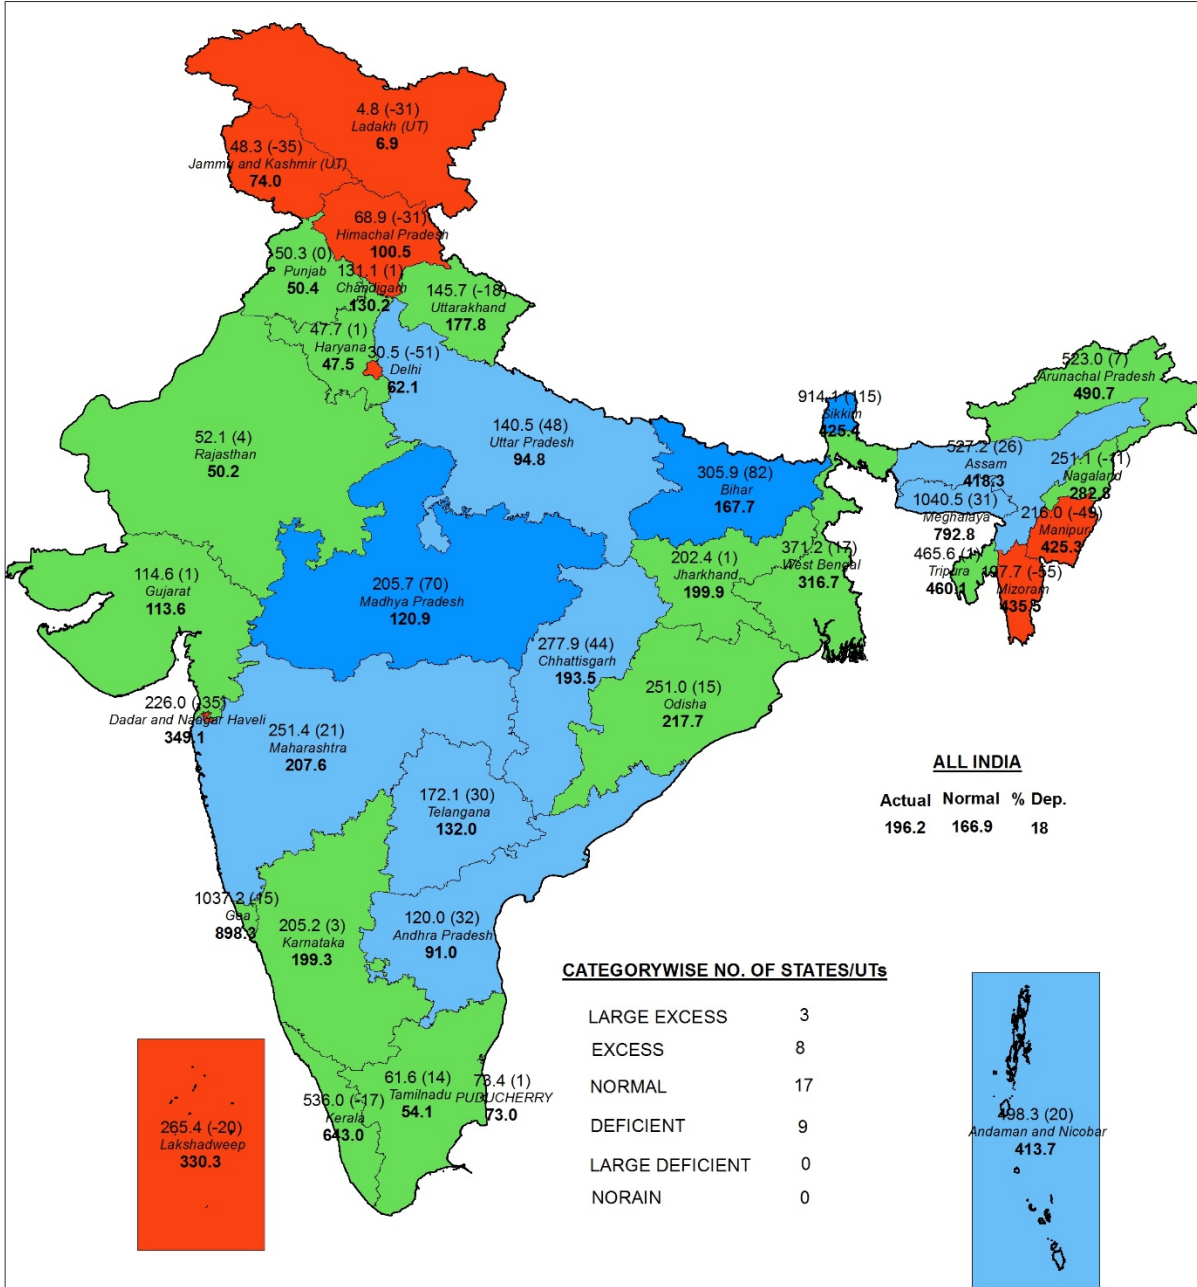 4.8 (-31)
Ladakh (UT)
6.9
48.3 (-35)
Jammu and Kashmir (UT)
74.0
68.9 (-31)
Himachal Pradesh
100.5
50.3 (0)
Punjab
50.4
131.1 (1)
Chandigarh
130.2
145.7 (-18)
Uttarakhand
177.8
47.7 (1)
Haryana
47.5
30.5 (-51)
Delhi
62.1
523.0 (7)
Arunachal Pradesh
490.7
914.1 (115)
Sikkim
425.4
140.5 (48)
Uttar Pradesh
94.8
52.1 (4)
Rajasthan
50.2
527.2 (26)
Assam
418.3
251.1 (-11)
Nagaland
282.8
305.9 (82)
Bihar
167.7
1040.5 (31)
Meghalaya
792.8
216.0 (-49)
Manipur
425.3
371.2 (17)
West Bengal
316.7
202.4 (1)
Jharkhand
199.9
465.6 (1)
Tripura
460.1
197.7 (-55)
Mizoram
435.5
114.6 (1)
Gujarat
113.6
205.7 (70)
Madhya Pradesh
120.9
277.9 (44)
Chhattisgarh
193.5
251.0 (15)
Odisha
217.7
226.0 (-35)
Dadar and Naagar Haveli
349.1
251.4 (21)
Maharashtra
207.6
ALL INDIA
Actual Normal % Dep.
196.2 166.9 18
172.1 (30)
Telangana
132.0
1037.2 (-15)
Goa
898.3
205.2 (3)
Karnataka
199.3
120.0 (32)
Andhra Pradesh
91.0
CATEGORYWISE NO. OF STATES/UTs
LARGE EXCESS 3
EXCESS 8
NORMAL 17
DEFICIENT 9
LARGE DEFICIENT 0
NORAIN 0
61.6 (14)
Tamilnadu
54.1
73.4 (1)
PUDUCHERRY
73.0
536.0 (-17)
Kerala
643.0
265.4 (-20)
Lakshadweep
330.3
498.3 (20)
Andaman and Nicobar
413.7